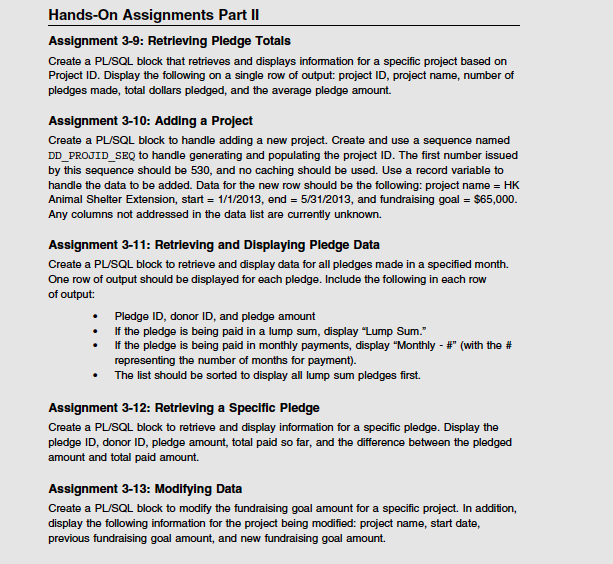 Hands-On Assignments Part II
Assignment 3-9: Retrieving Pledge Totals
Create a PL/SQL block that retrieves and displays information for a specific project based on
Project ID. Display the following on a single row of output: project ID, project name, number of
pledges made, total dollars pledged, and the average pledge amount.
Assignment 3-10: Adding a Project
Create a PL/SQL block to handle adding a new project. Create and use a sequence named
DD_PROJID_SEQ to handle generating and populating the project ID. The first number issued
by this sequence should be 530, and no caching should be used. Use a record variable to
handle the data to be added. Data for the new row should be the following: project name = HK
Animal Shelter Extension, start = 1/1/2013, end = 5/31/2013, and fundraising goal = $65,000.
Any columns not addressed in the data list are currently unknown.
Assignment 3-11: Retrieving and Displaying Pledge Data
Create a PL/SQL block to retrieve and display data for all pledges made in a specified month.
One row of output should be displayed for each pledge. Include the following in each row
of output:
• Pledge ID, donor ID, and pledge amount
• If the pledge is being paid in a lump sum, display “Lump Sum.”
• If the pledge is being paid in monthly payments, display “Monthly - #” (with the #
representing the number of months for payment).
• The list should be sorted to display all lump sum pledges first.
Assignment 3-12: Retrieving a Specific Pledge
Create a PL/SQL block to retrieve and display information for a specific pledge. Display the
pledge ID, donor ID, pledge amount, total paid so far, and the difference between the pledged
amount and total paid amount.
Assignment 3-13: Modifying Data
Create a PL/SQL block to modify the fundraising goal amount for a specific project. In addition,
display the following information for the project being modified: project name, start date,
previous fundraising goal amount, and new fundraising goal amount.